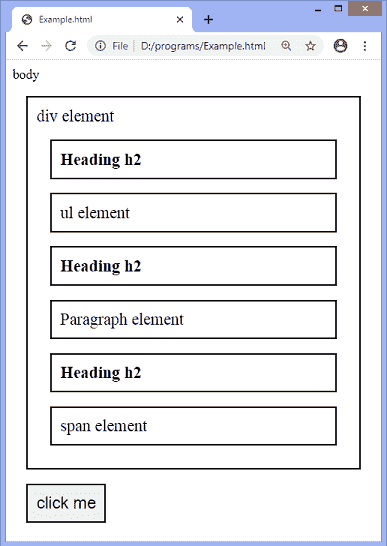 Example.html
File | D:/programs/Example.html
body
div element
Heading h2
ul element
Heading h2
Paragraph element
Heading h2
span element
click me